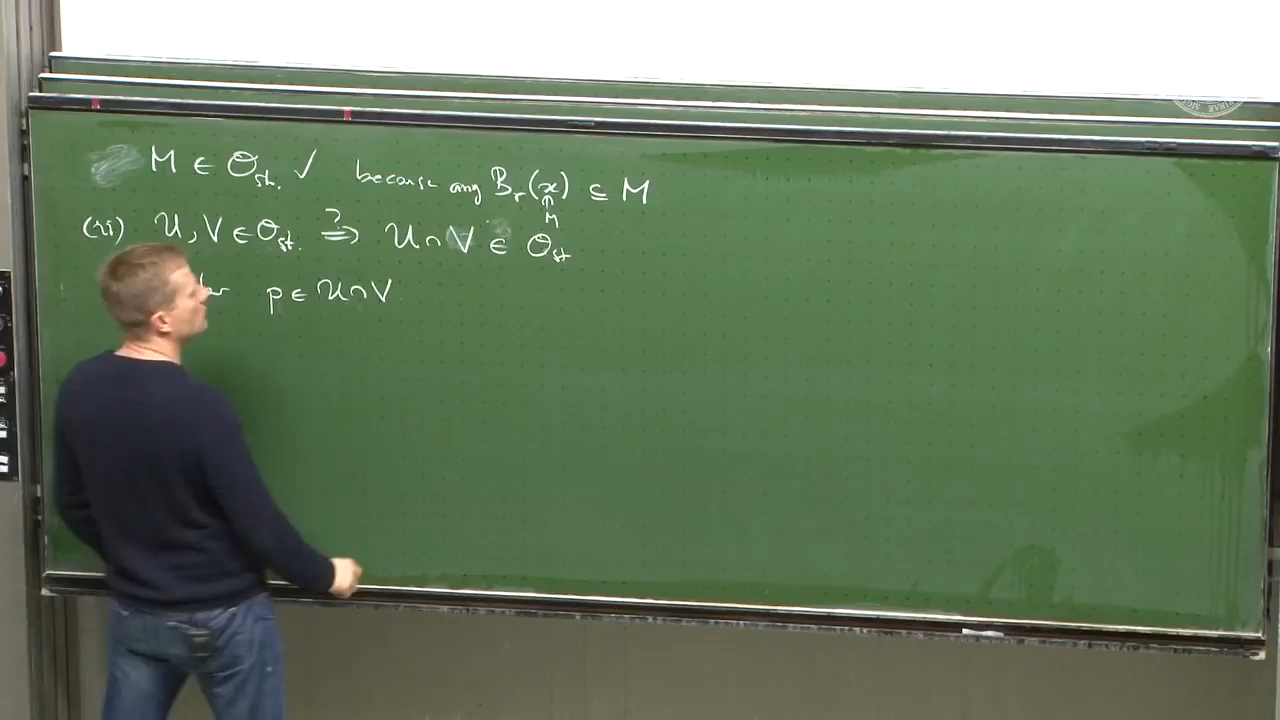 M ∈ O_st. ✓ because any B_r(x) ⊆ M
⇑
M
(ii) U, V ∈ O_st. ?⇒ U ∩ V ∈ O_st
p ∈ U ∩ V